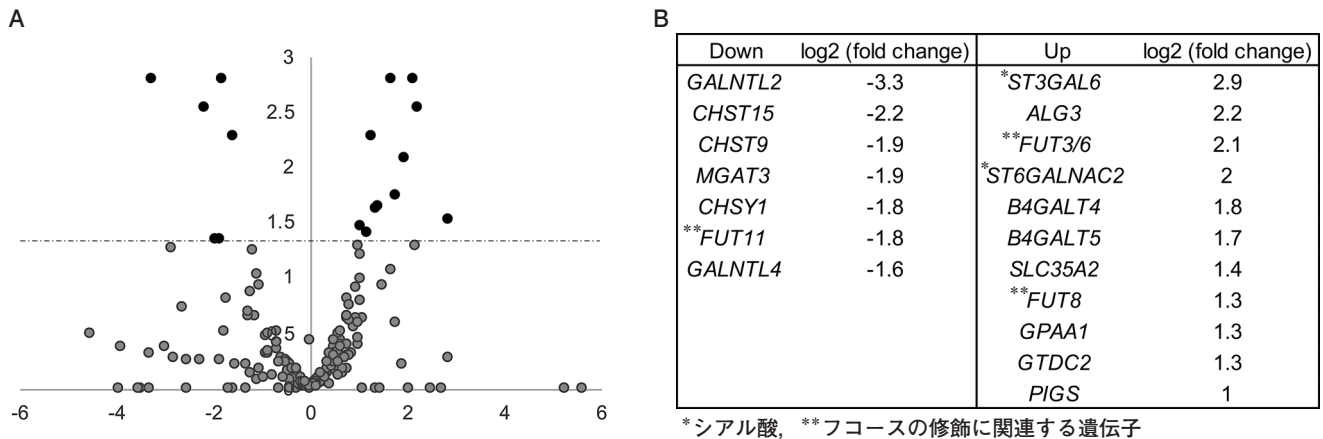 A
3
2.5
2
1.5
1
.5
-6 -4 -2 0 2 4 6
B
Down log2 (fold change) Up log2 (fold change)
GALNTL2 -3.3 *ST3GAL6 2.9
CHST15 -2.2 ALG3 2.2
CHST9 -1.9 **FUT3/6 2.1
MGAT3 -1.9 *ST6GALNAC2 2
CHSY1 -1.8 B4GALT4 1.8
**FUT11 -1.8 B4GALT5 1.7
GALNTL4 -1.6 SLC35A2 1.4
**FUT8 1.3
GPAA1 1.3
GTDC2 1.3
PIGS 1
*シアル酸，**フコースの修飾に関連する遺伝子